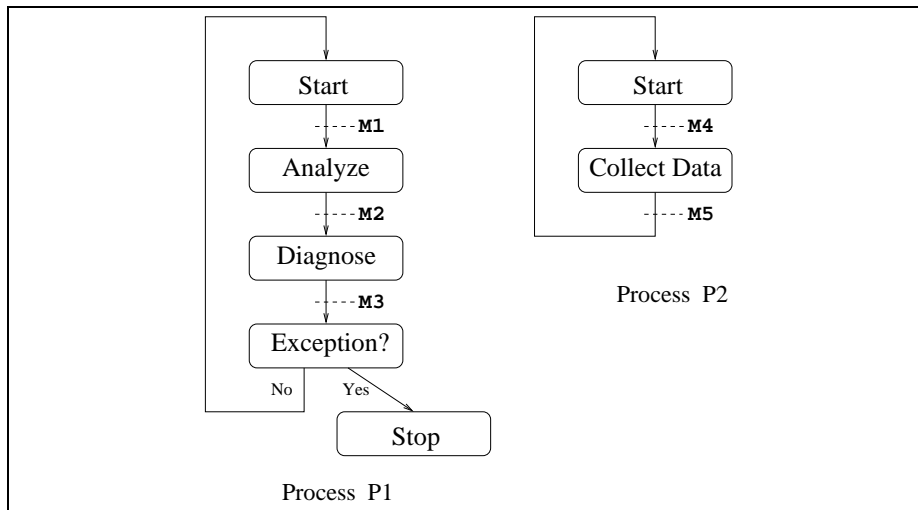 Start
M1
Analyze
M2
Diagnose
M3
Exception?
No
Yes
Stop
Process P1
Start
M4
Collect Data
M5
Process P2